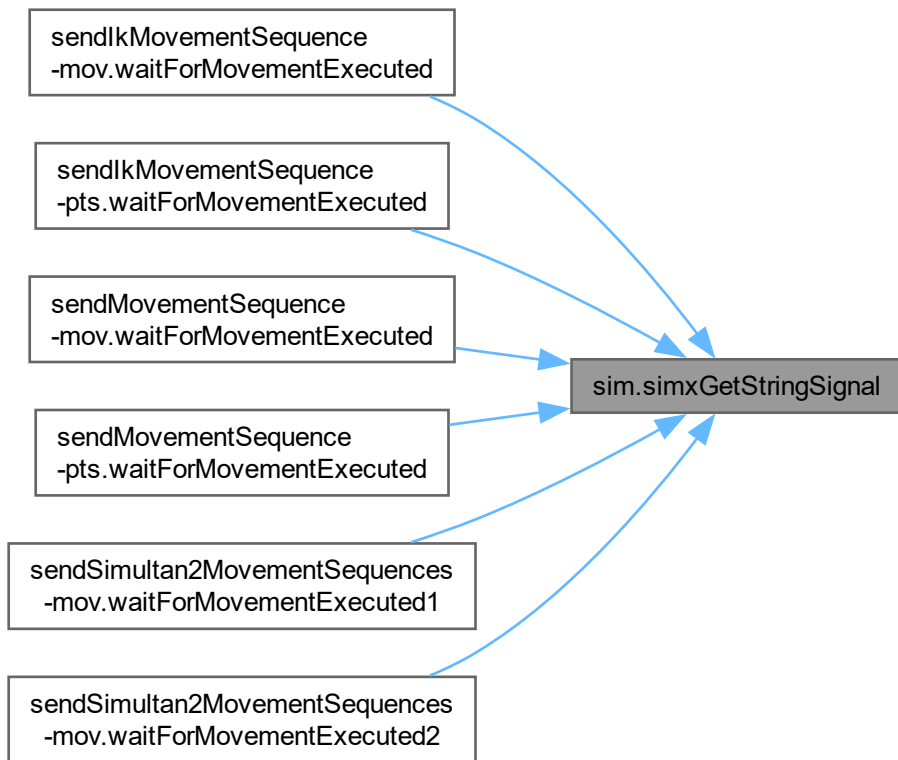 sendIkMovementSequence
-mov.waitForMovementExecuted
sendIkMovementSequence
-pts.waitForMovementExecuted
sendMovementSequence
-mov.waitForMovementExecuted
sendMovementSequence
-pts.waitForMovementExecuted
sendSimultan2MovementSequences
-mov.waitForMovementExecuted1
sendSimultan2MovementSequences
-mov.waitForMovementExecuted2
sim.simxGetStringSignal